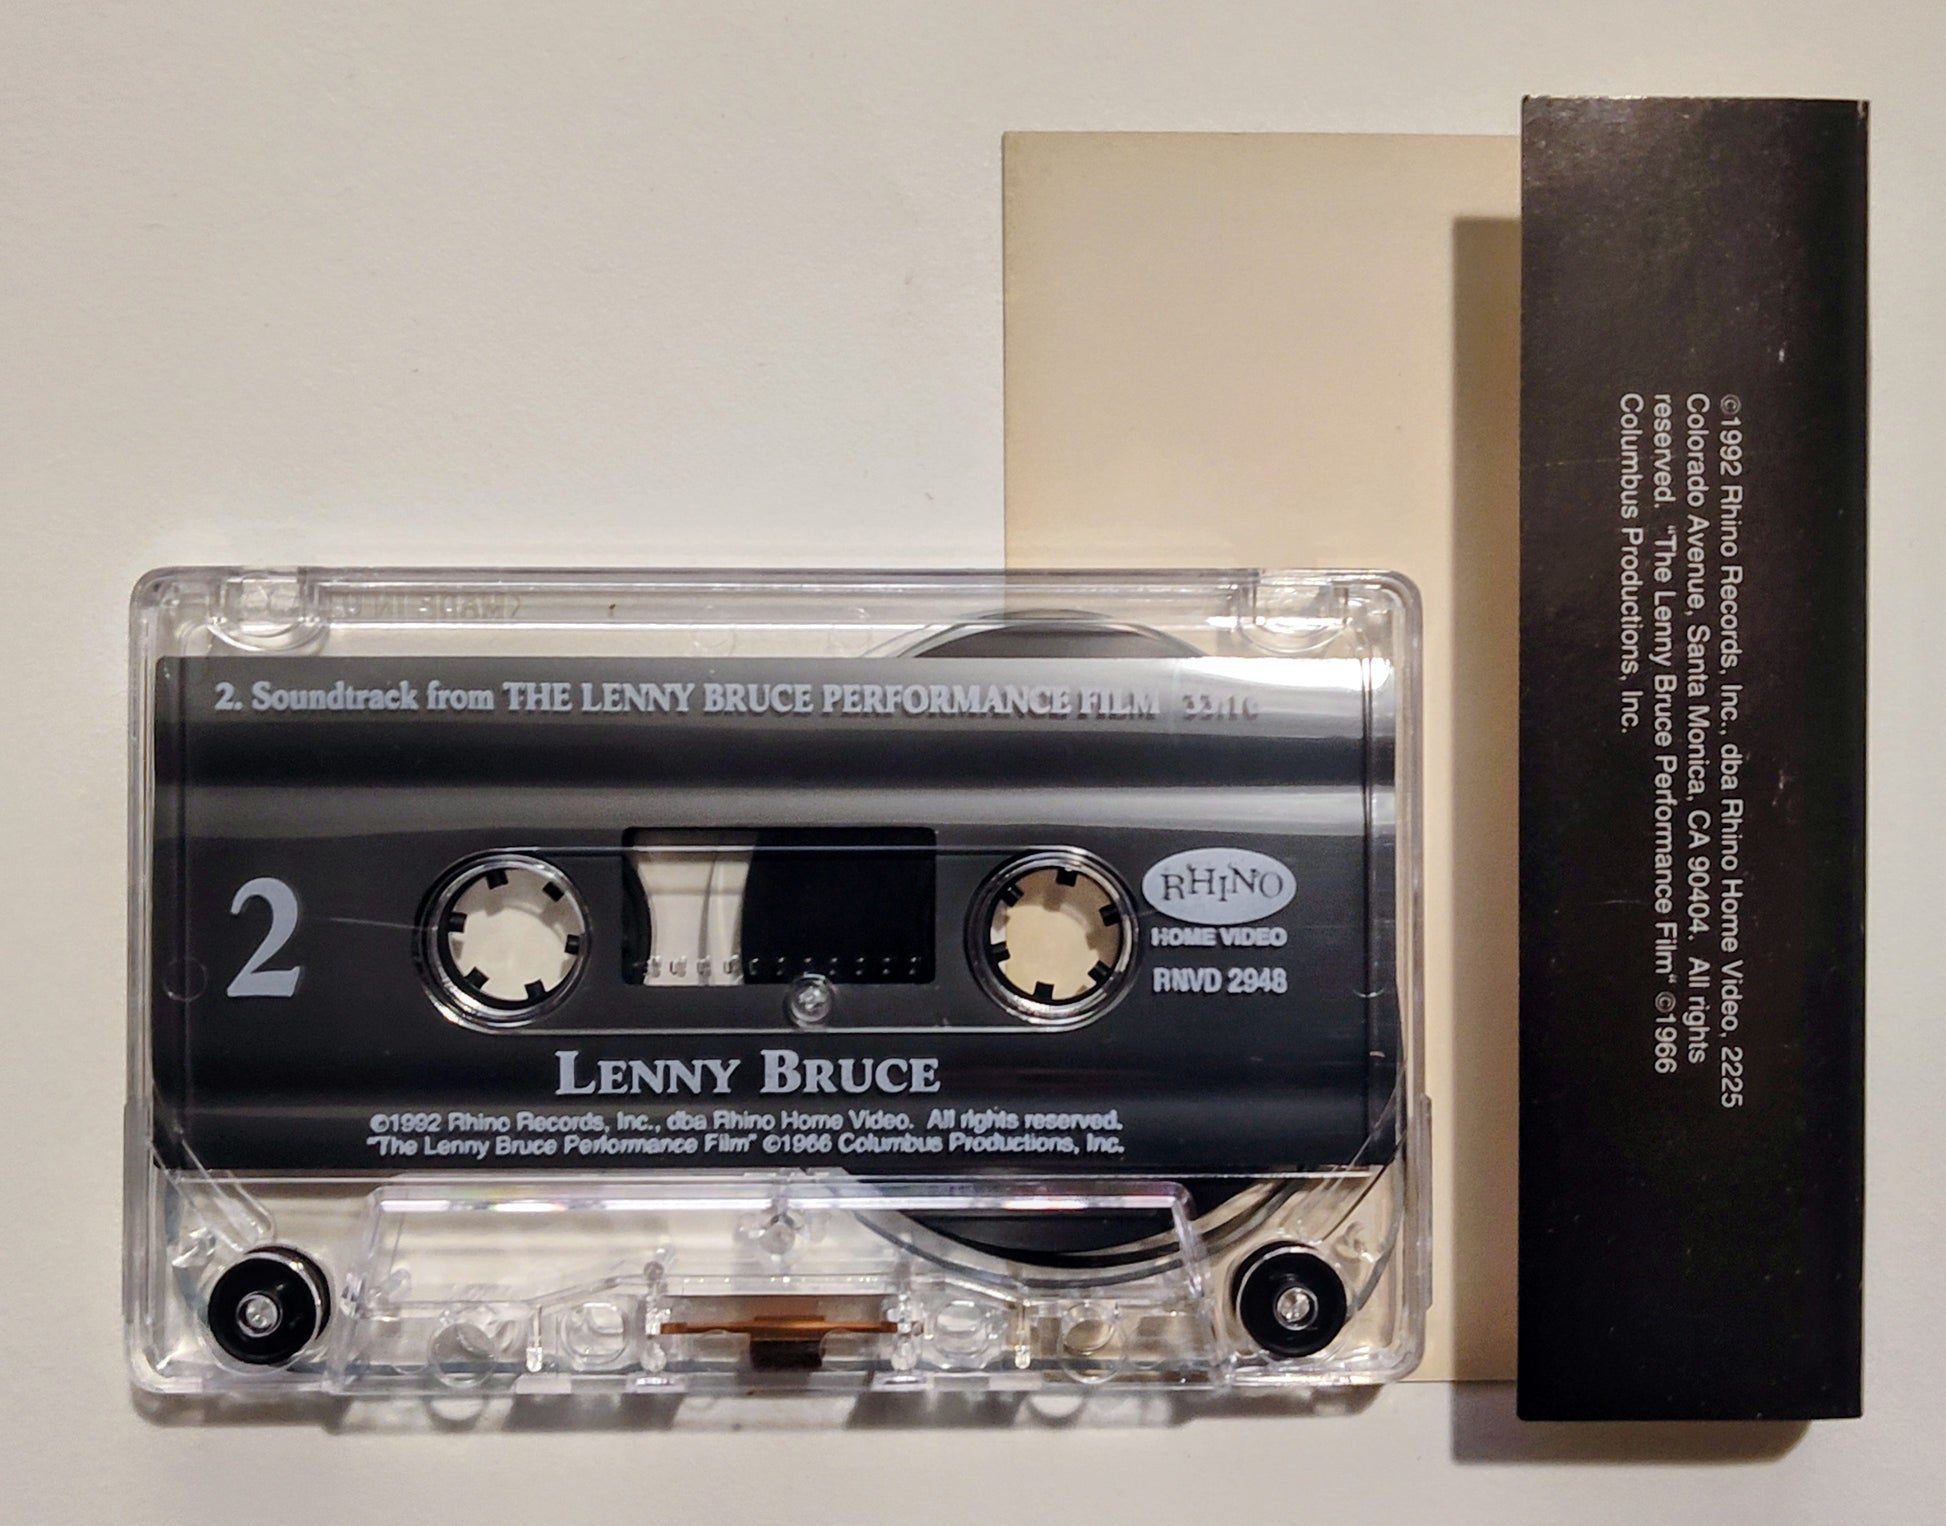 2. Soundtrack from THE LENNY BRUCE PERFORMANCE FILM
2
RHINO
HOME VIDEO
RNVD 2948
LENNY BRUCE
©1992 Rhino Records, Inc., dba Rhino Home Video. All rights reserved.
"The Lenny Bruce Performance Film" ©1966 Columbus Productions, Inc.
©1992 Rhino Records, Inc., dba Rhino Home Video, 2225
Colorado Avenue, Santa Monica, CA 90404. All rights
reserved. "The Lenny Bruce Performance Film" ©1966
Columbus Productions, Inc.